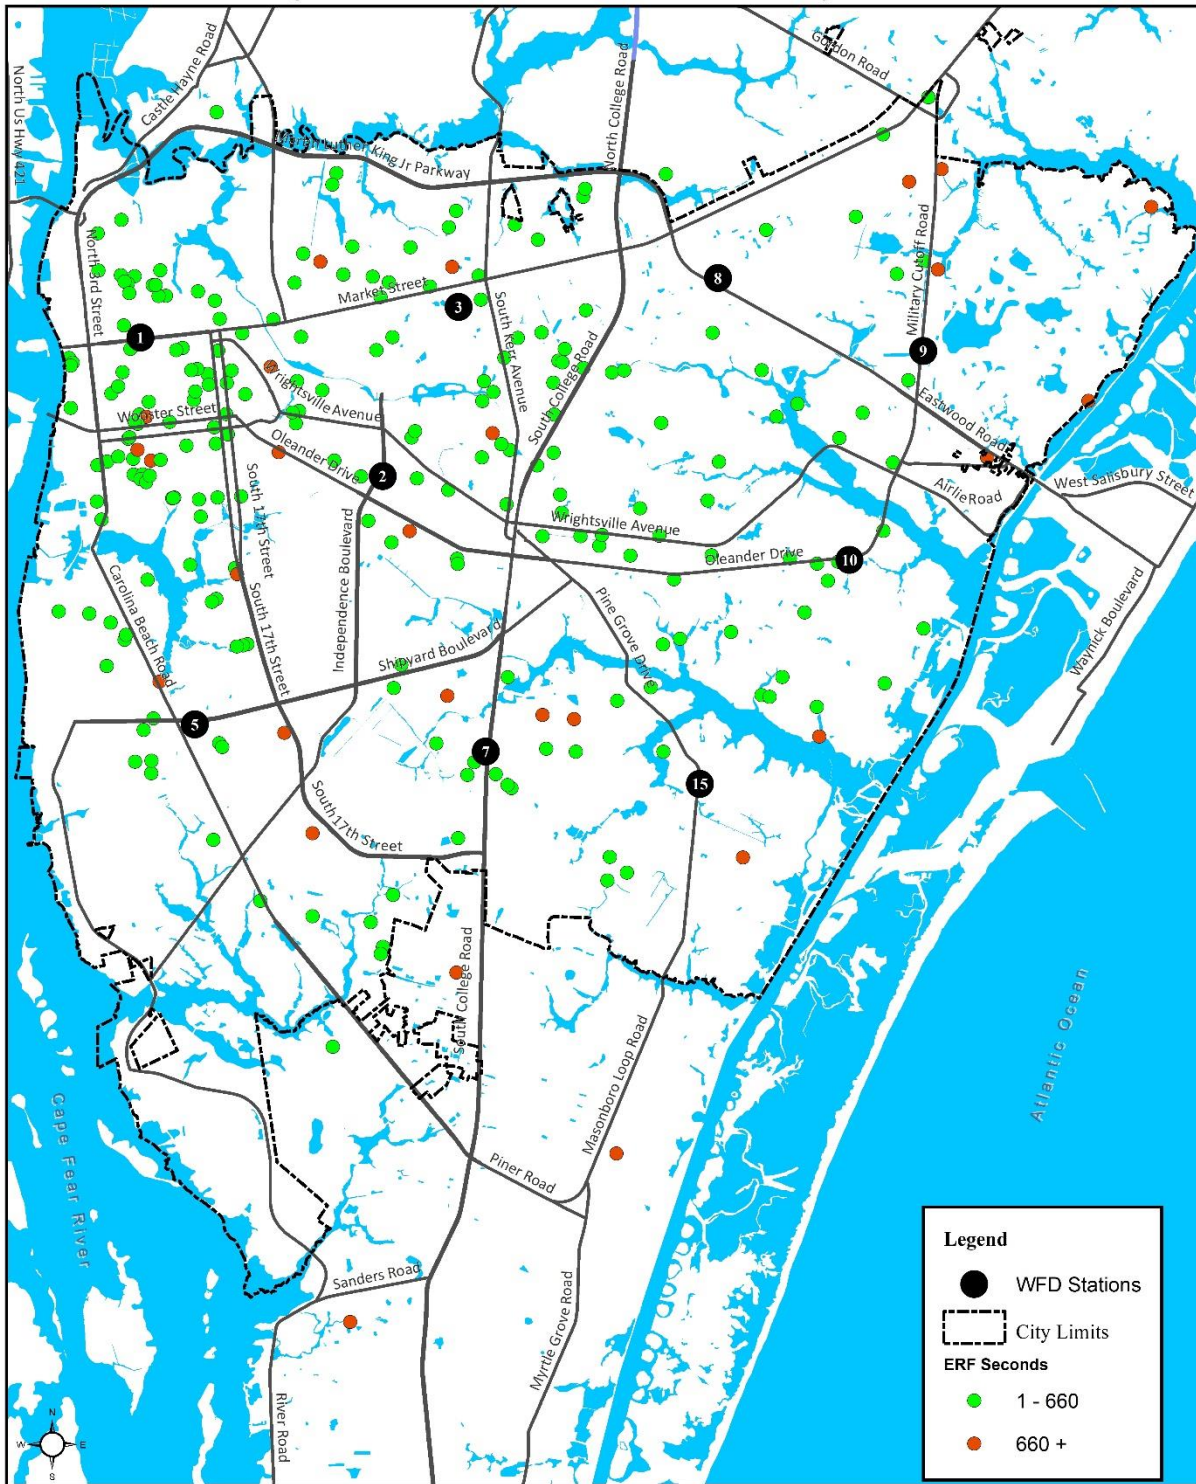 Gordon Road
Castle Hayne Road
North Us Hwy 421
North College Road
Martin Luther King Jr Parkway
North 3rd Street
Military Cutoff Road
Market Street
8
3
1
9
South Kerr Avenue
South College Road
Wrightsville Avenue
Wooster Street
Eastwood Road
Oleander Drive
2
South 17th Street
West Salisbury Street
Airlie Road
Wrightsville Avenue
Oleander Drive
10
Independence Boulevard
Carolina Beach Road
South 17th Street
Pine Grove Drive
Waynick Boulevard
Shipyard Boulevard
5
7
15
South 17th Street
South College Road
Atlantic Ocean
Masonboro Loop Road
Cape Fear River
Piner Road
Sanders Road
Myrtle Grove Road
River Road
Legend
WFD Stations
City Limits
ERF Seconds
1 - 660
660 +
N
W
E
S